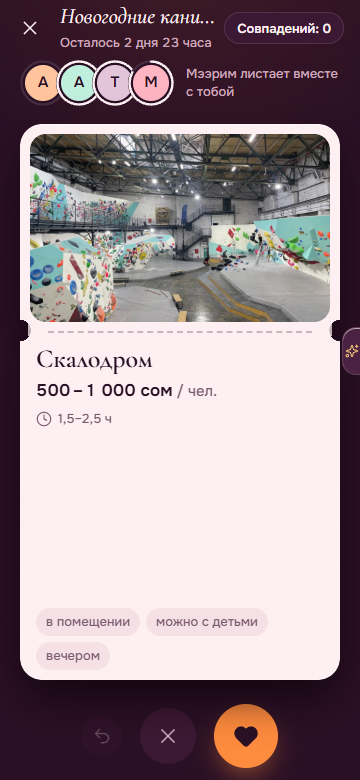 Новогодние кани...
Осталось 2 дня 23 часа
Совпадений: 0
А А Т М
Мээрим листает вместе
с тобой
Скалодром
500 – 1 000 сом / чел.
1,5–2,5 ч
в помещении
можно с детьми
вечером